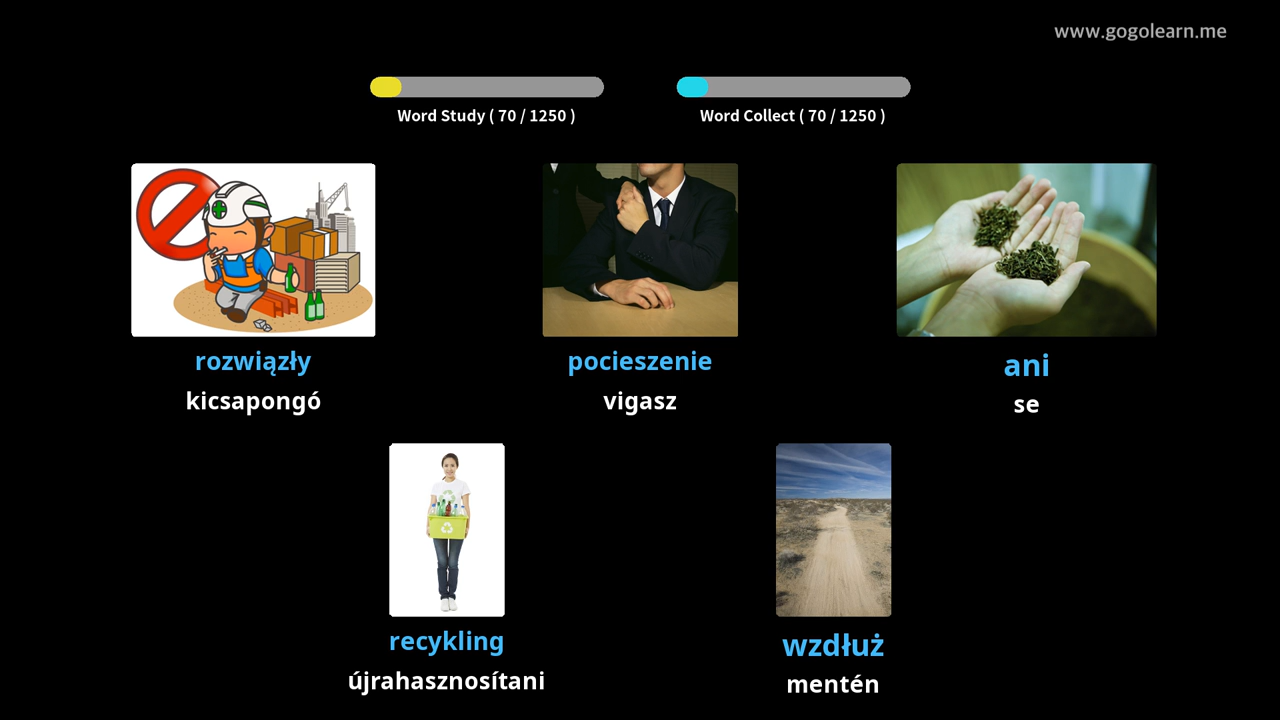 www.gogolearn.me
Word Study ( 70 / 1250 )
Word Collect ( 70 / 1250 )
rozwiązły
pocieszenie
ani
kicsapongó
vigasz
se
recykling
wzdłuż
újrahasznosítani
mentén